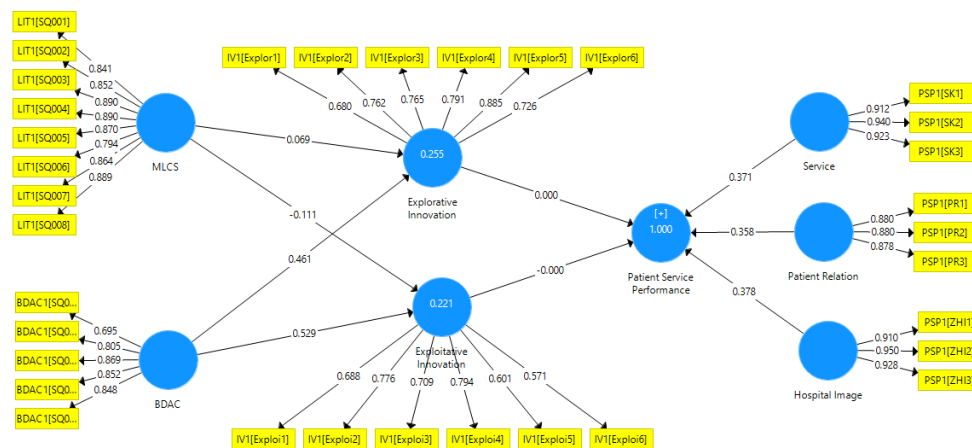 LIT1[SQ001]
LIT1[SQ002]
LIT1[SQ003]
LIT1[SQ004]
LIT1[SQ005]
LIT1[SQ006]
LIT1[SQ007]
LIT1[SQ008]
0.841
0.852
0.890
0.890
0.870
0.794
0.864
0.889
MLCS
IV1[Explor1]
IV1[Explor2]
IV1[Explor3]
IV1[Explor4]
IV1[Explor5]
IV1[Explor6]
0.680
0.762
0.765
0.791
0.885
0.726
0.255
Explorative
Innovation
0.069
-0.111
0.461
0.529
BDAC1[SQ0...
BDAC1[SQ0...
BDAC1[SQ0...
BDAC1[SQ0...
BDAC1[SQ0...
0.695
0.805
0.869
0.852
0.848
BDAC
0.221
Exploitative
Innovation
0.688
0.776
0.709
0.794
0.601
0.571
IV1[Exploi1]
IV1[Exploi2]
IV1[Exploi3]
IV1[Exploi4]
IV1[Exploi5]
IV1[Exploi6]
0.000
-0.000
[+]
1.000
Patient Service
Performance
0.371
0.358
0.378
Service
0.912
0.940
0.923
PSP1[SK1]
PSP1[SK2]
PSP1[SK3]
Patient Relation
0.880
0.880
0.878
PSP1[PR1]
PSP1[PR2]
PSP1[PR3]
Hospital Image
0.910
0.950
0.928
PSP1[ZHI1]
PSP1[ZHI2]
PSP1[ZHI3]